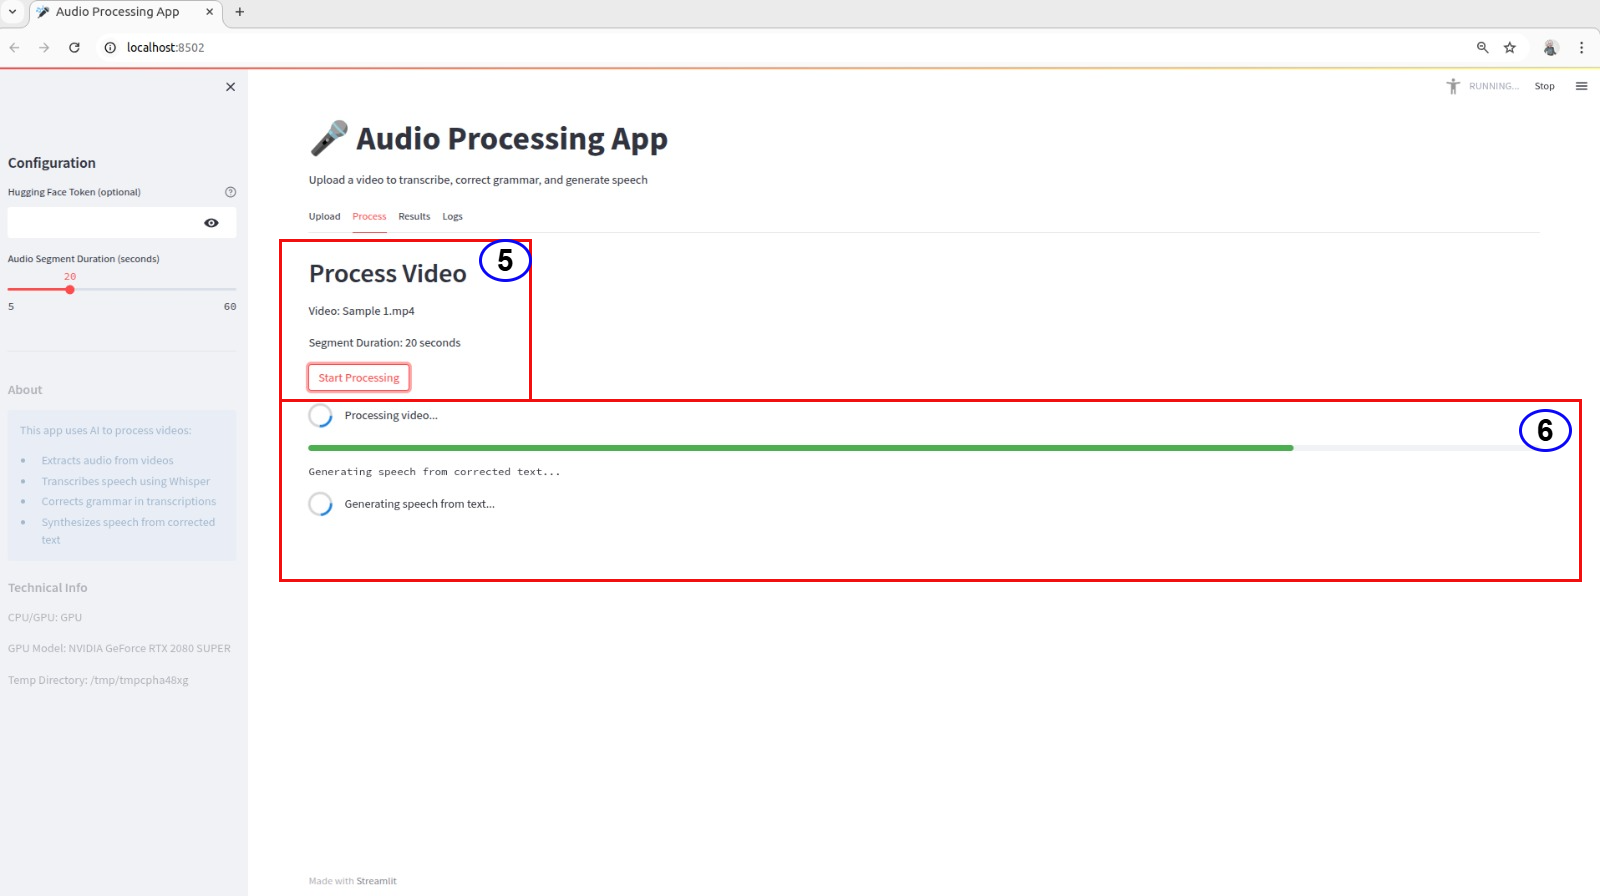 Audio Processing App
localhost:8502
RUNNING...
Stop
Configuration
Hugging Face Token (optional)
Audio Segment Duration (seconds)
20
5
60
About
This app uses AI to process videos:
Extracts audio from videos
Transcribes speech using Whisper
Corrects grammar in transcriptions
Synthesizes speech from corrected
text
Technical Info
CPU/GPU: GPU
GPU Model: NVIDIA GeForce RTX 2080 SUPER
Temp Directory: /tmp/tmpcpha48xg
Audio Processing App
Upload a video to transcribe, correct grammar, and generate speech
Upload Process Results Logs
5
Process Video
Video: Sample 1.mp4
Segment Duration: 20 seconds
Start Processing
6
Processing video...
Generating speech from corrected text...
Generating speech from text...
Made with Streamlit